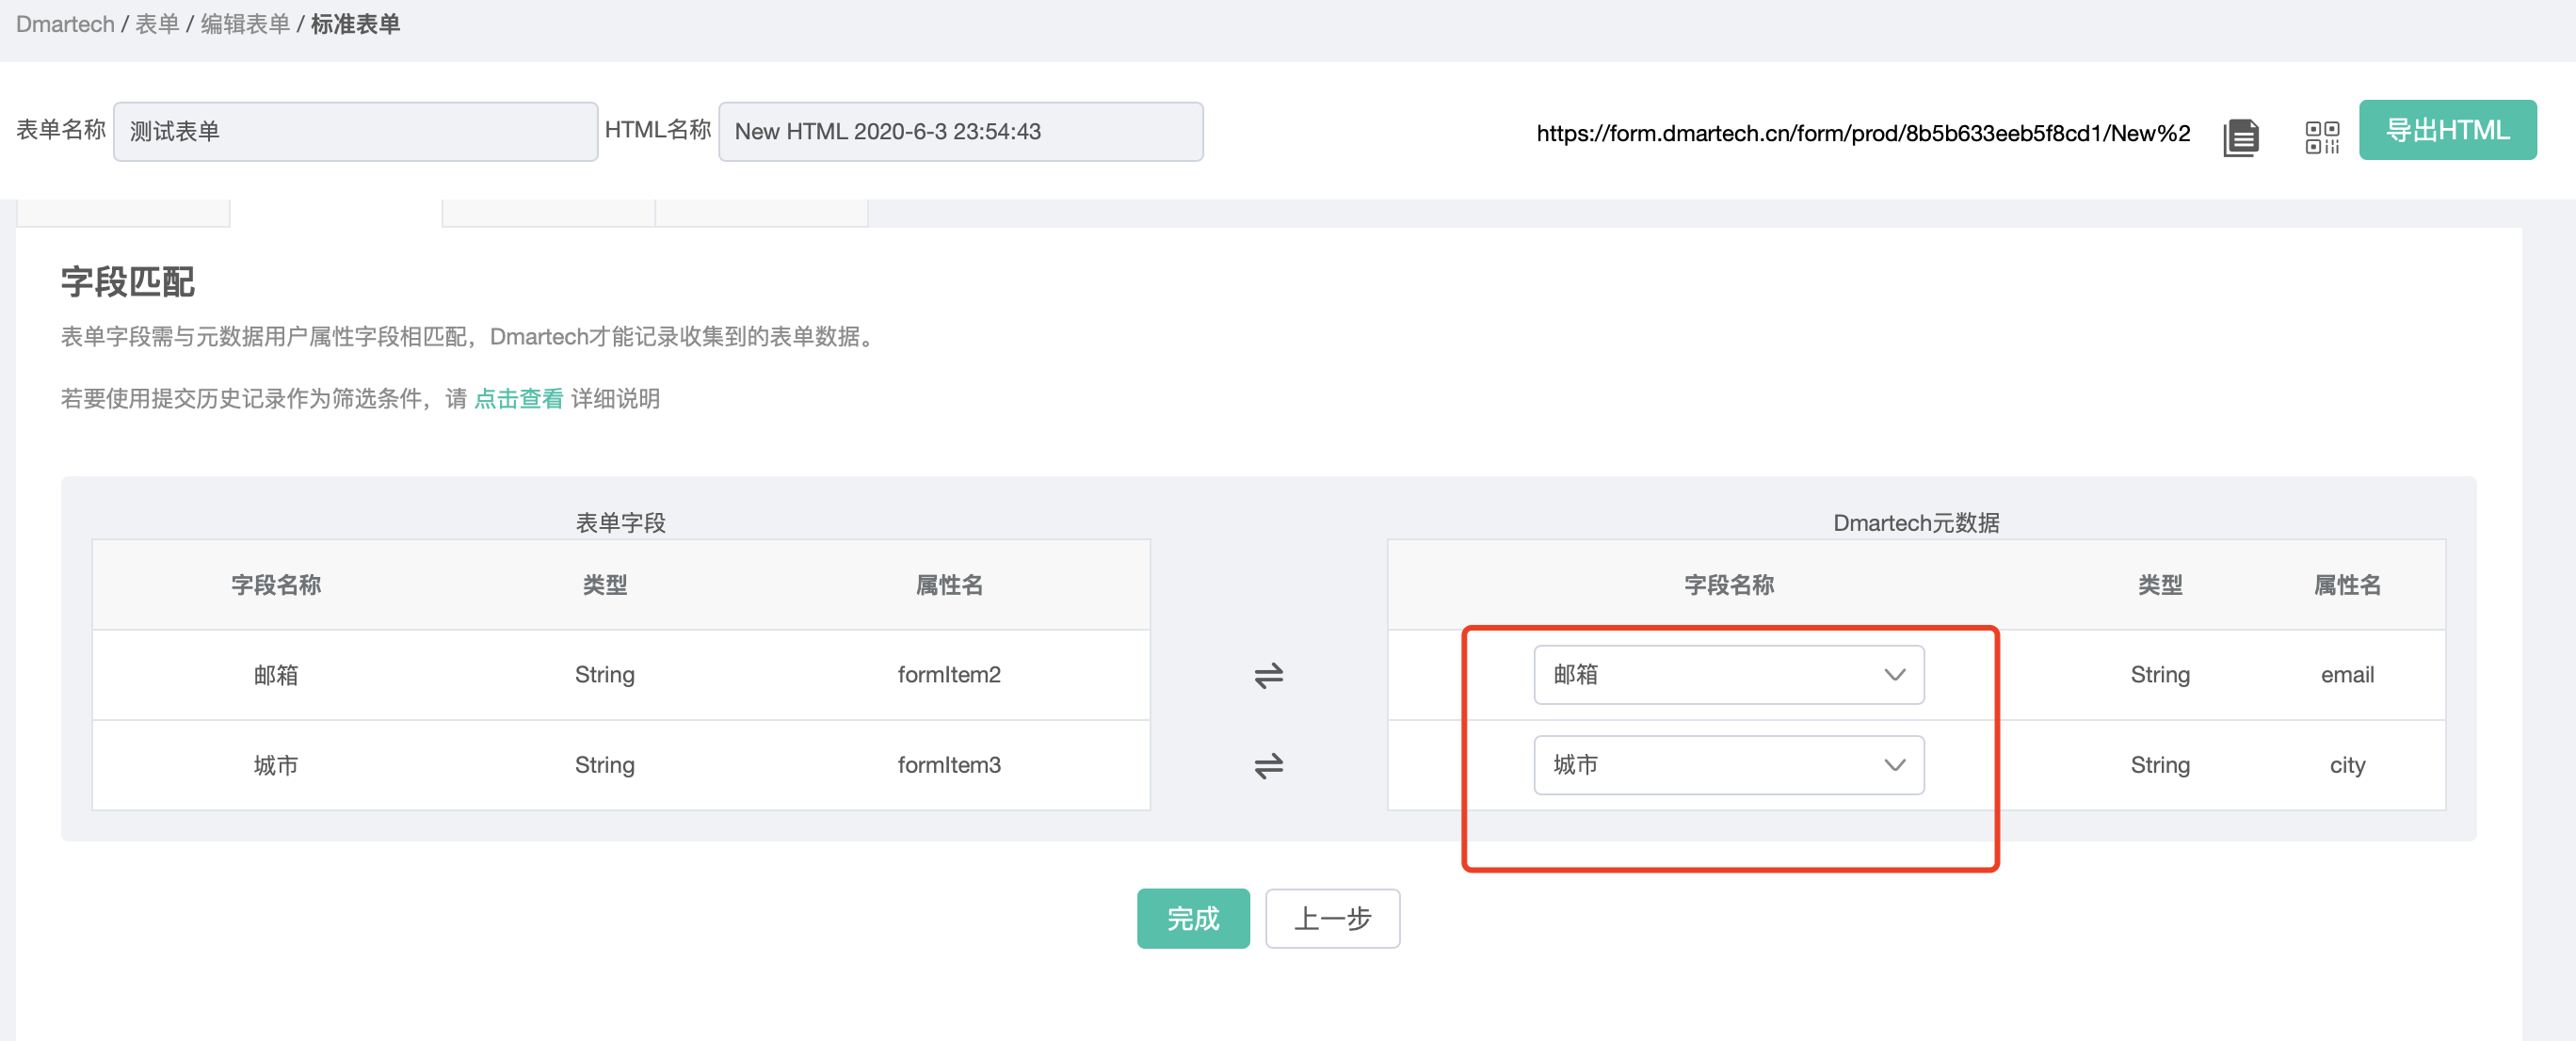 Dmartech / 表单 / 编辑表单 / 标准表单
表单名称 测试表单 HTML名称 New HTML 2020-6-3 23:54:43 https://form.dmartech.cn/form/prod/8b5b633eeb5f8cd1/New%2 导出HTML
字段匹配
表单字段需与元数据用户属性字段相匹配，Dmartech才能记录收集到的表单数据。
若要使用提交历史记录作为筛选条件，请 点击查看 详细说明
表单字段 Dmartech元数据
字段名称 类型 属性名 字段名称 类型 属性名
邮箱 String formItem2 邮箱 String email
城市 String formItem3 城市 String city
完成 上一步